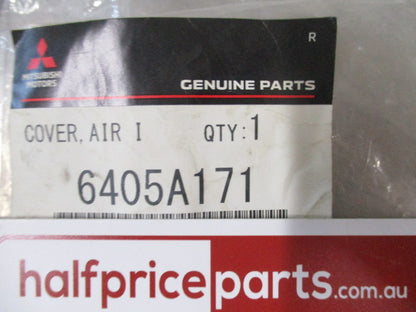 R
MITSUBISHI
MOTORS
GENUINE PARTS
COVER, AIR I QTY:1
6405A171
halfpriceparts.com.au